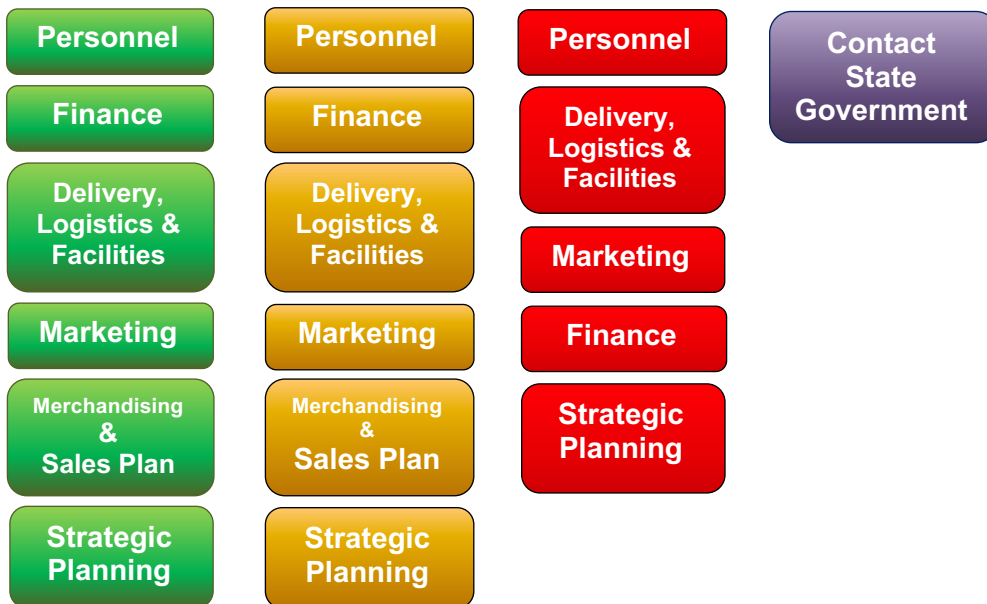 Personnel
Finance
Delivery,
Logistics &
Facilities
Marketing
Merchandising
&
Sales Plan
Strategic
Planning
Personnel
Finance
Delivery,
Logistics &
Facilities
Marketing
Merchandising
&
Sales Plan
Strategic
Planning
Personnel
Delivery,
Logistics &
Facilities
Marketing
Finance
Strategic
Planning
Contact
State
Government